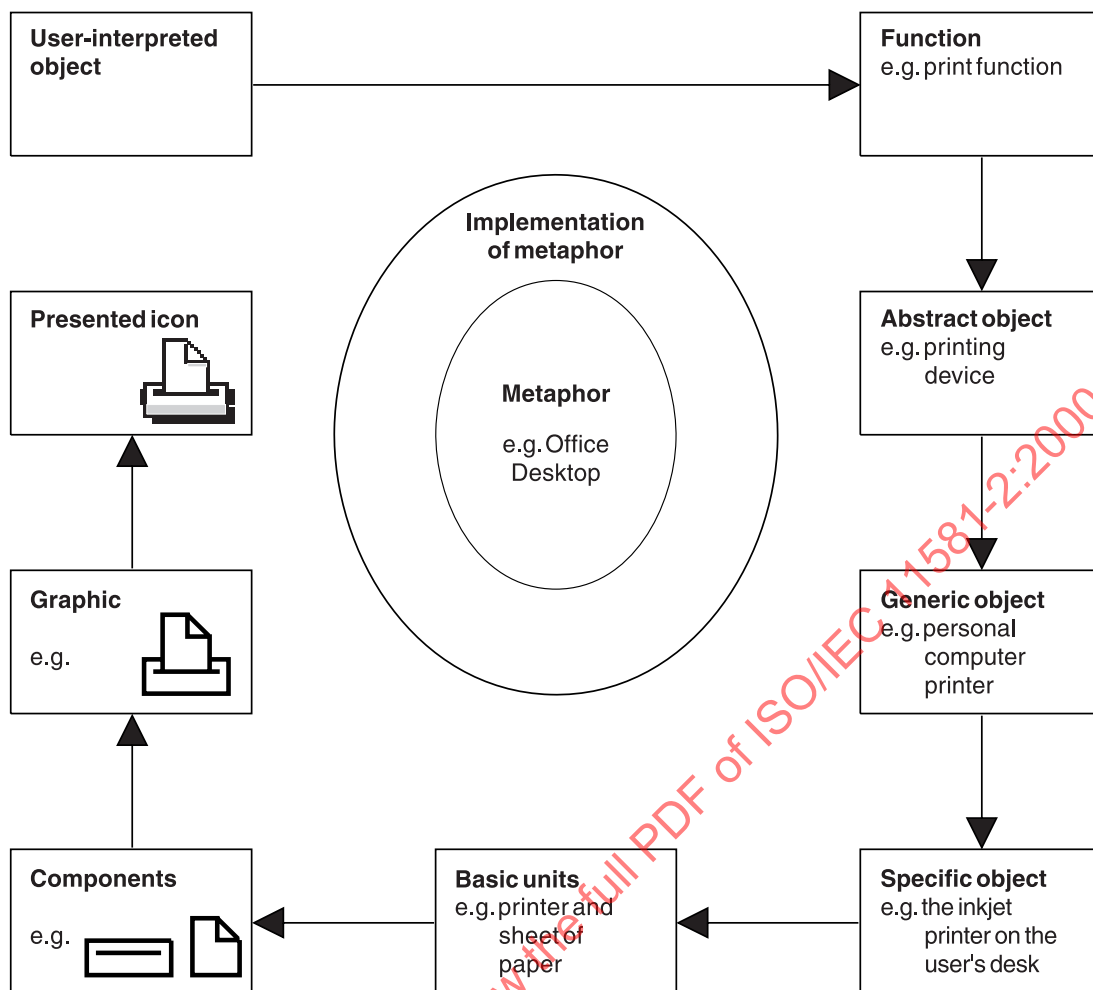 User-interpreted
object
Function
e.g. print function
Implementation
of metaphor
Presented icon
Abstract object
e.g. printing
device
Metaphor
e.g. Office
Desktop
Graphic
e.g.
Generic object
e.g. personal
computer
printer
Components
e.g.
Basic units
e.g. printer and
sheet of
paper
Specific object
e.g. the inkjet
printer on the
user's desk
the full PDF of ISO/IEC 11581-2:2000